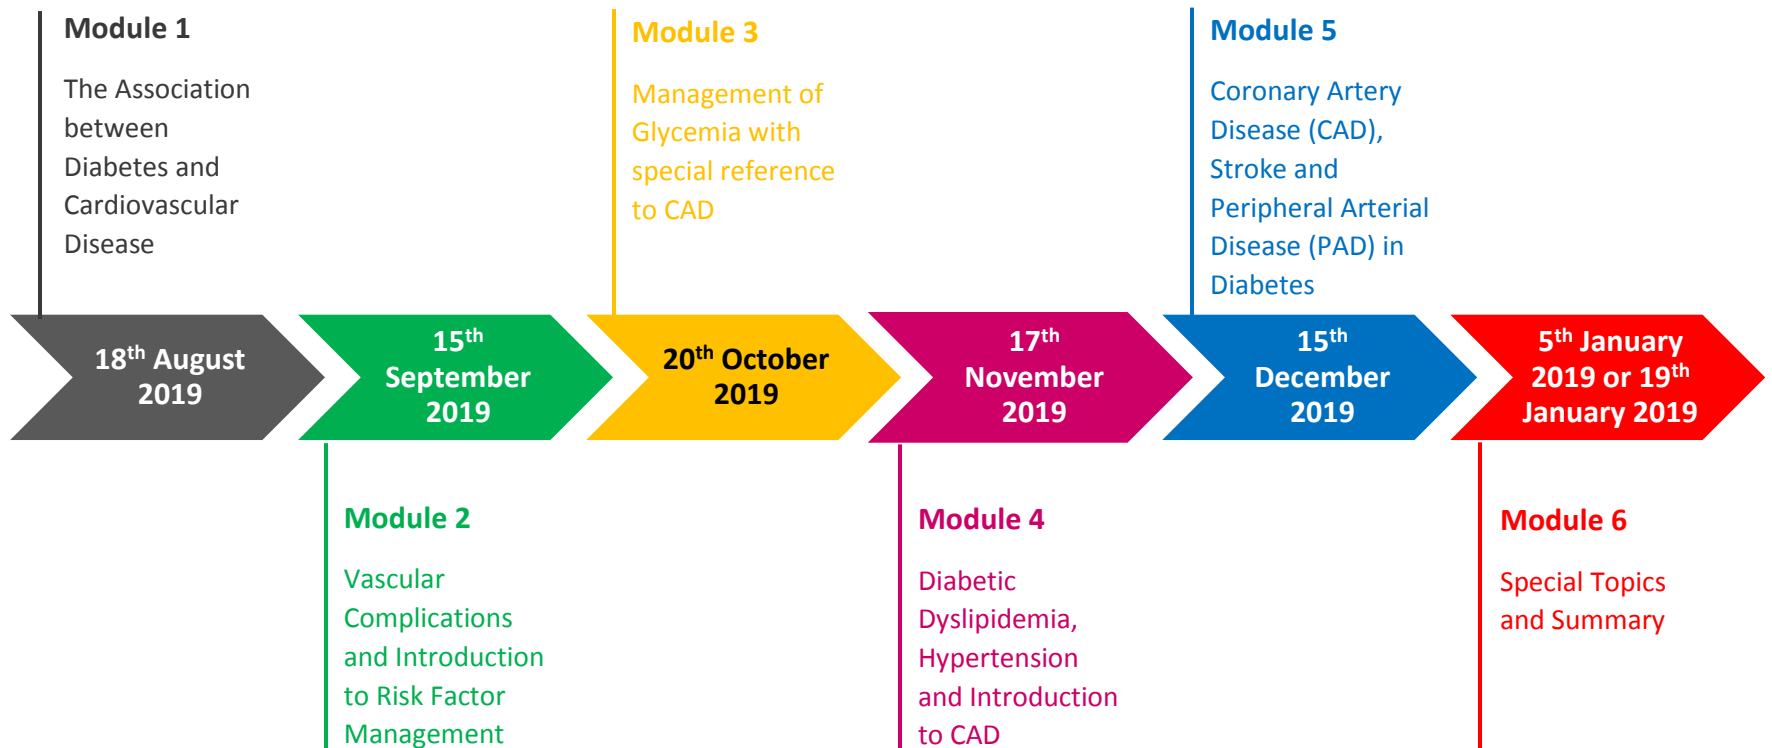 Module 1
The Association
between
Diabetes and
Cardiovascular
Disease
Module 3
Management of
Glycemia with
special reference
to CAD
Module 5
Coronary Artery
Disease (CAD),
Stroke and
Peripheral Arterial
Disease (PAD) in
Diabetes
18th August
2019
15th
September
2019
20th October
2019
17th
November
2019
15th
December
2019
5th January
2019 or 19th
January 2019
Module 2
Vascular
Complications
and Introduction
to Risk Factor
Management
Module 4
Diabetic
Dyslipidemia,
Hypertension
and Introduction
to CAD
Module 6
Special Topics
and Summary